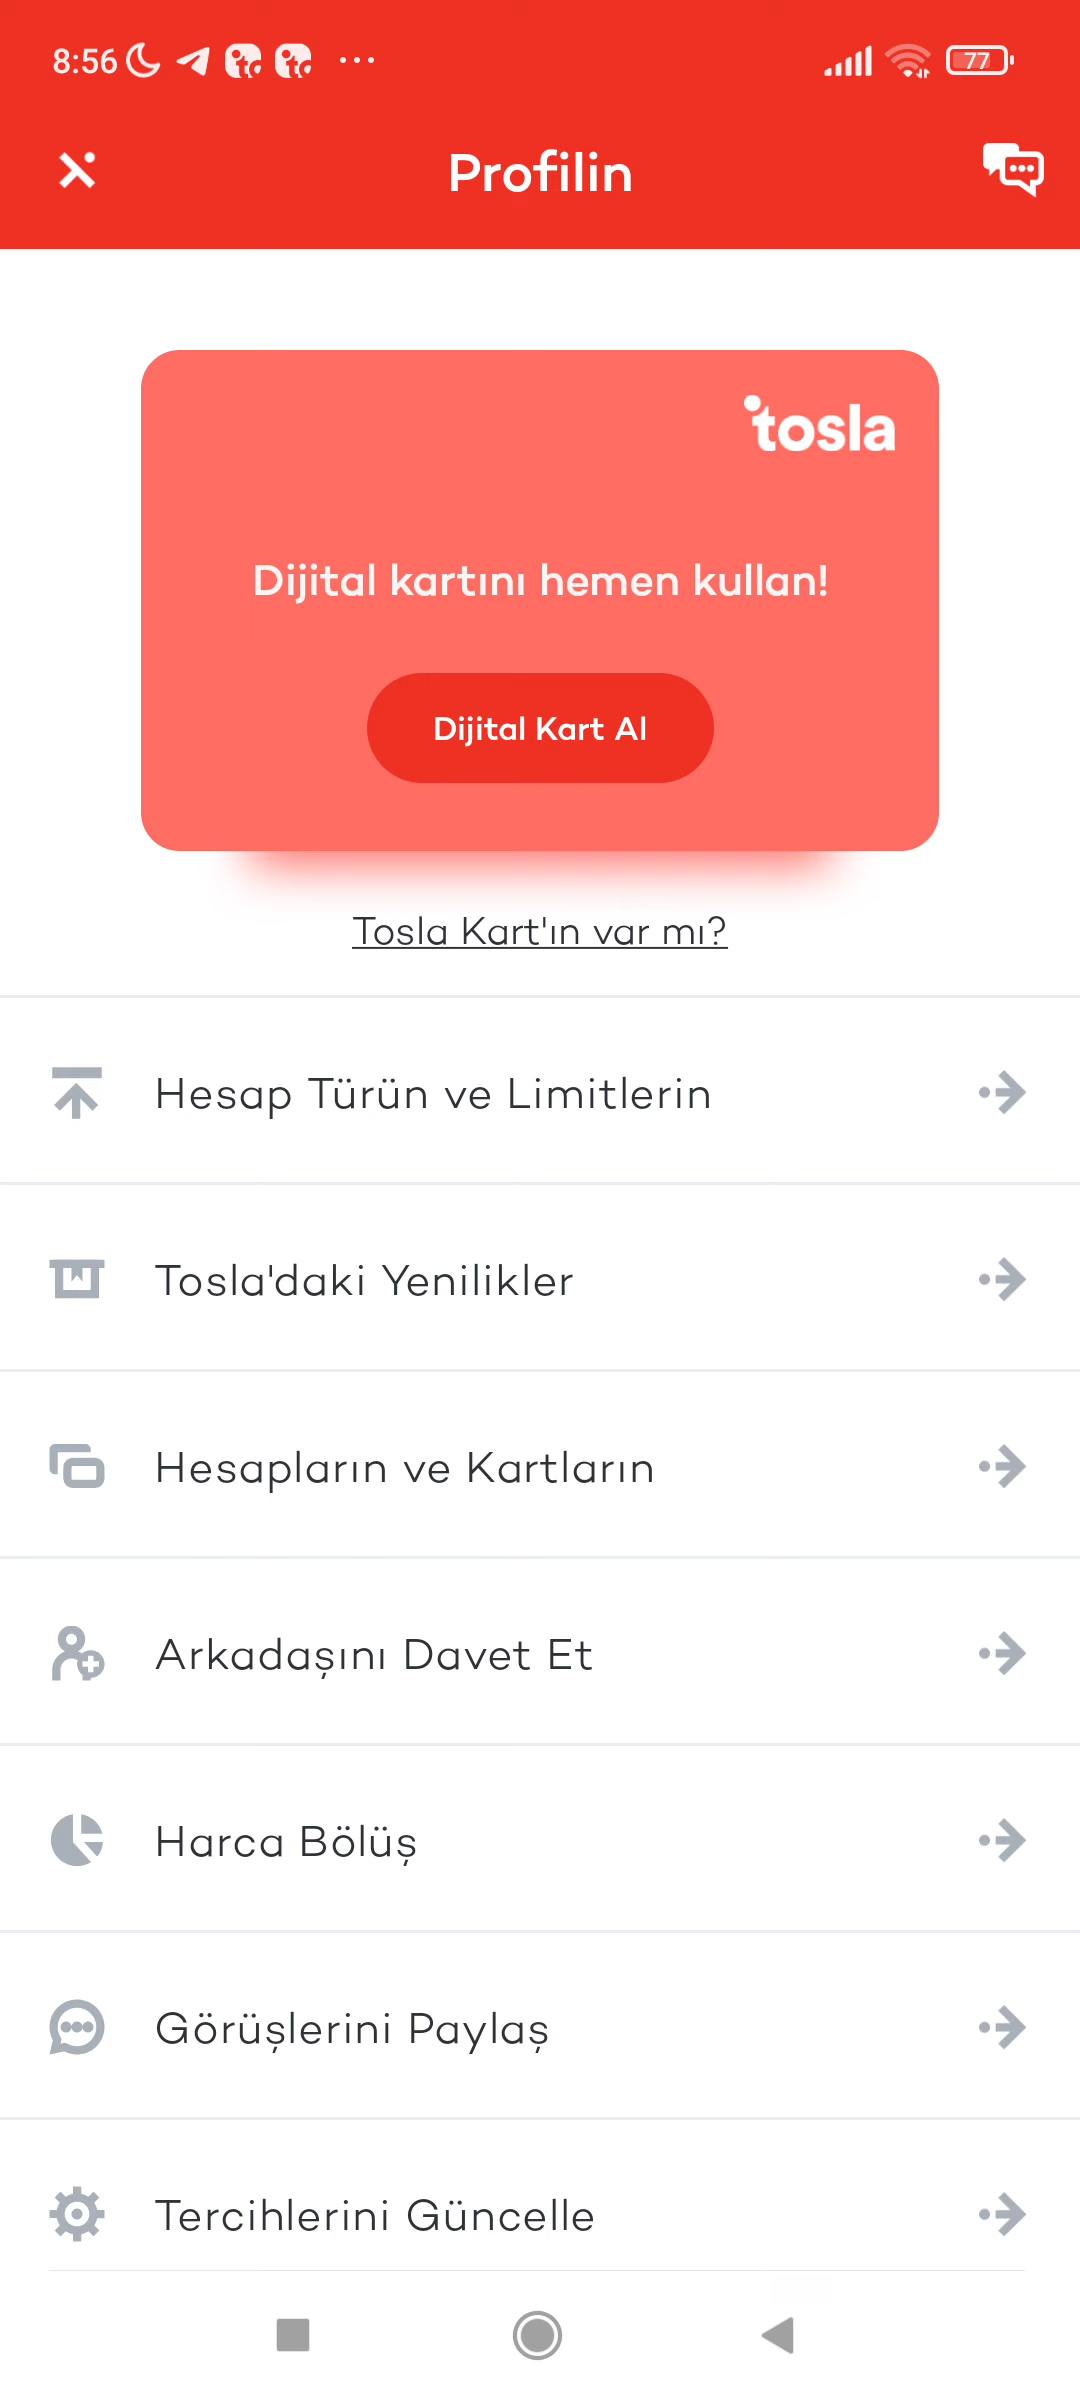 8:56
77
Profilin
tosla
Dijital kartını hemen kullan!
Dijital Kart Al
Tosla Kart'ın var mı?
Hesap Türün ve Limitlerin
Tosla'daki Yenilikler
Hesapların ve Kartların
Arkadaşını Davet Et
Harca Bölüş
Görüşlerini Paylaş
Tercihlerini Güncelle